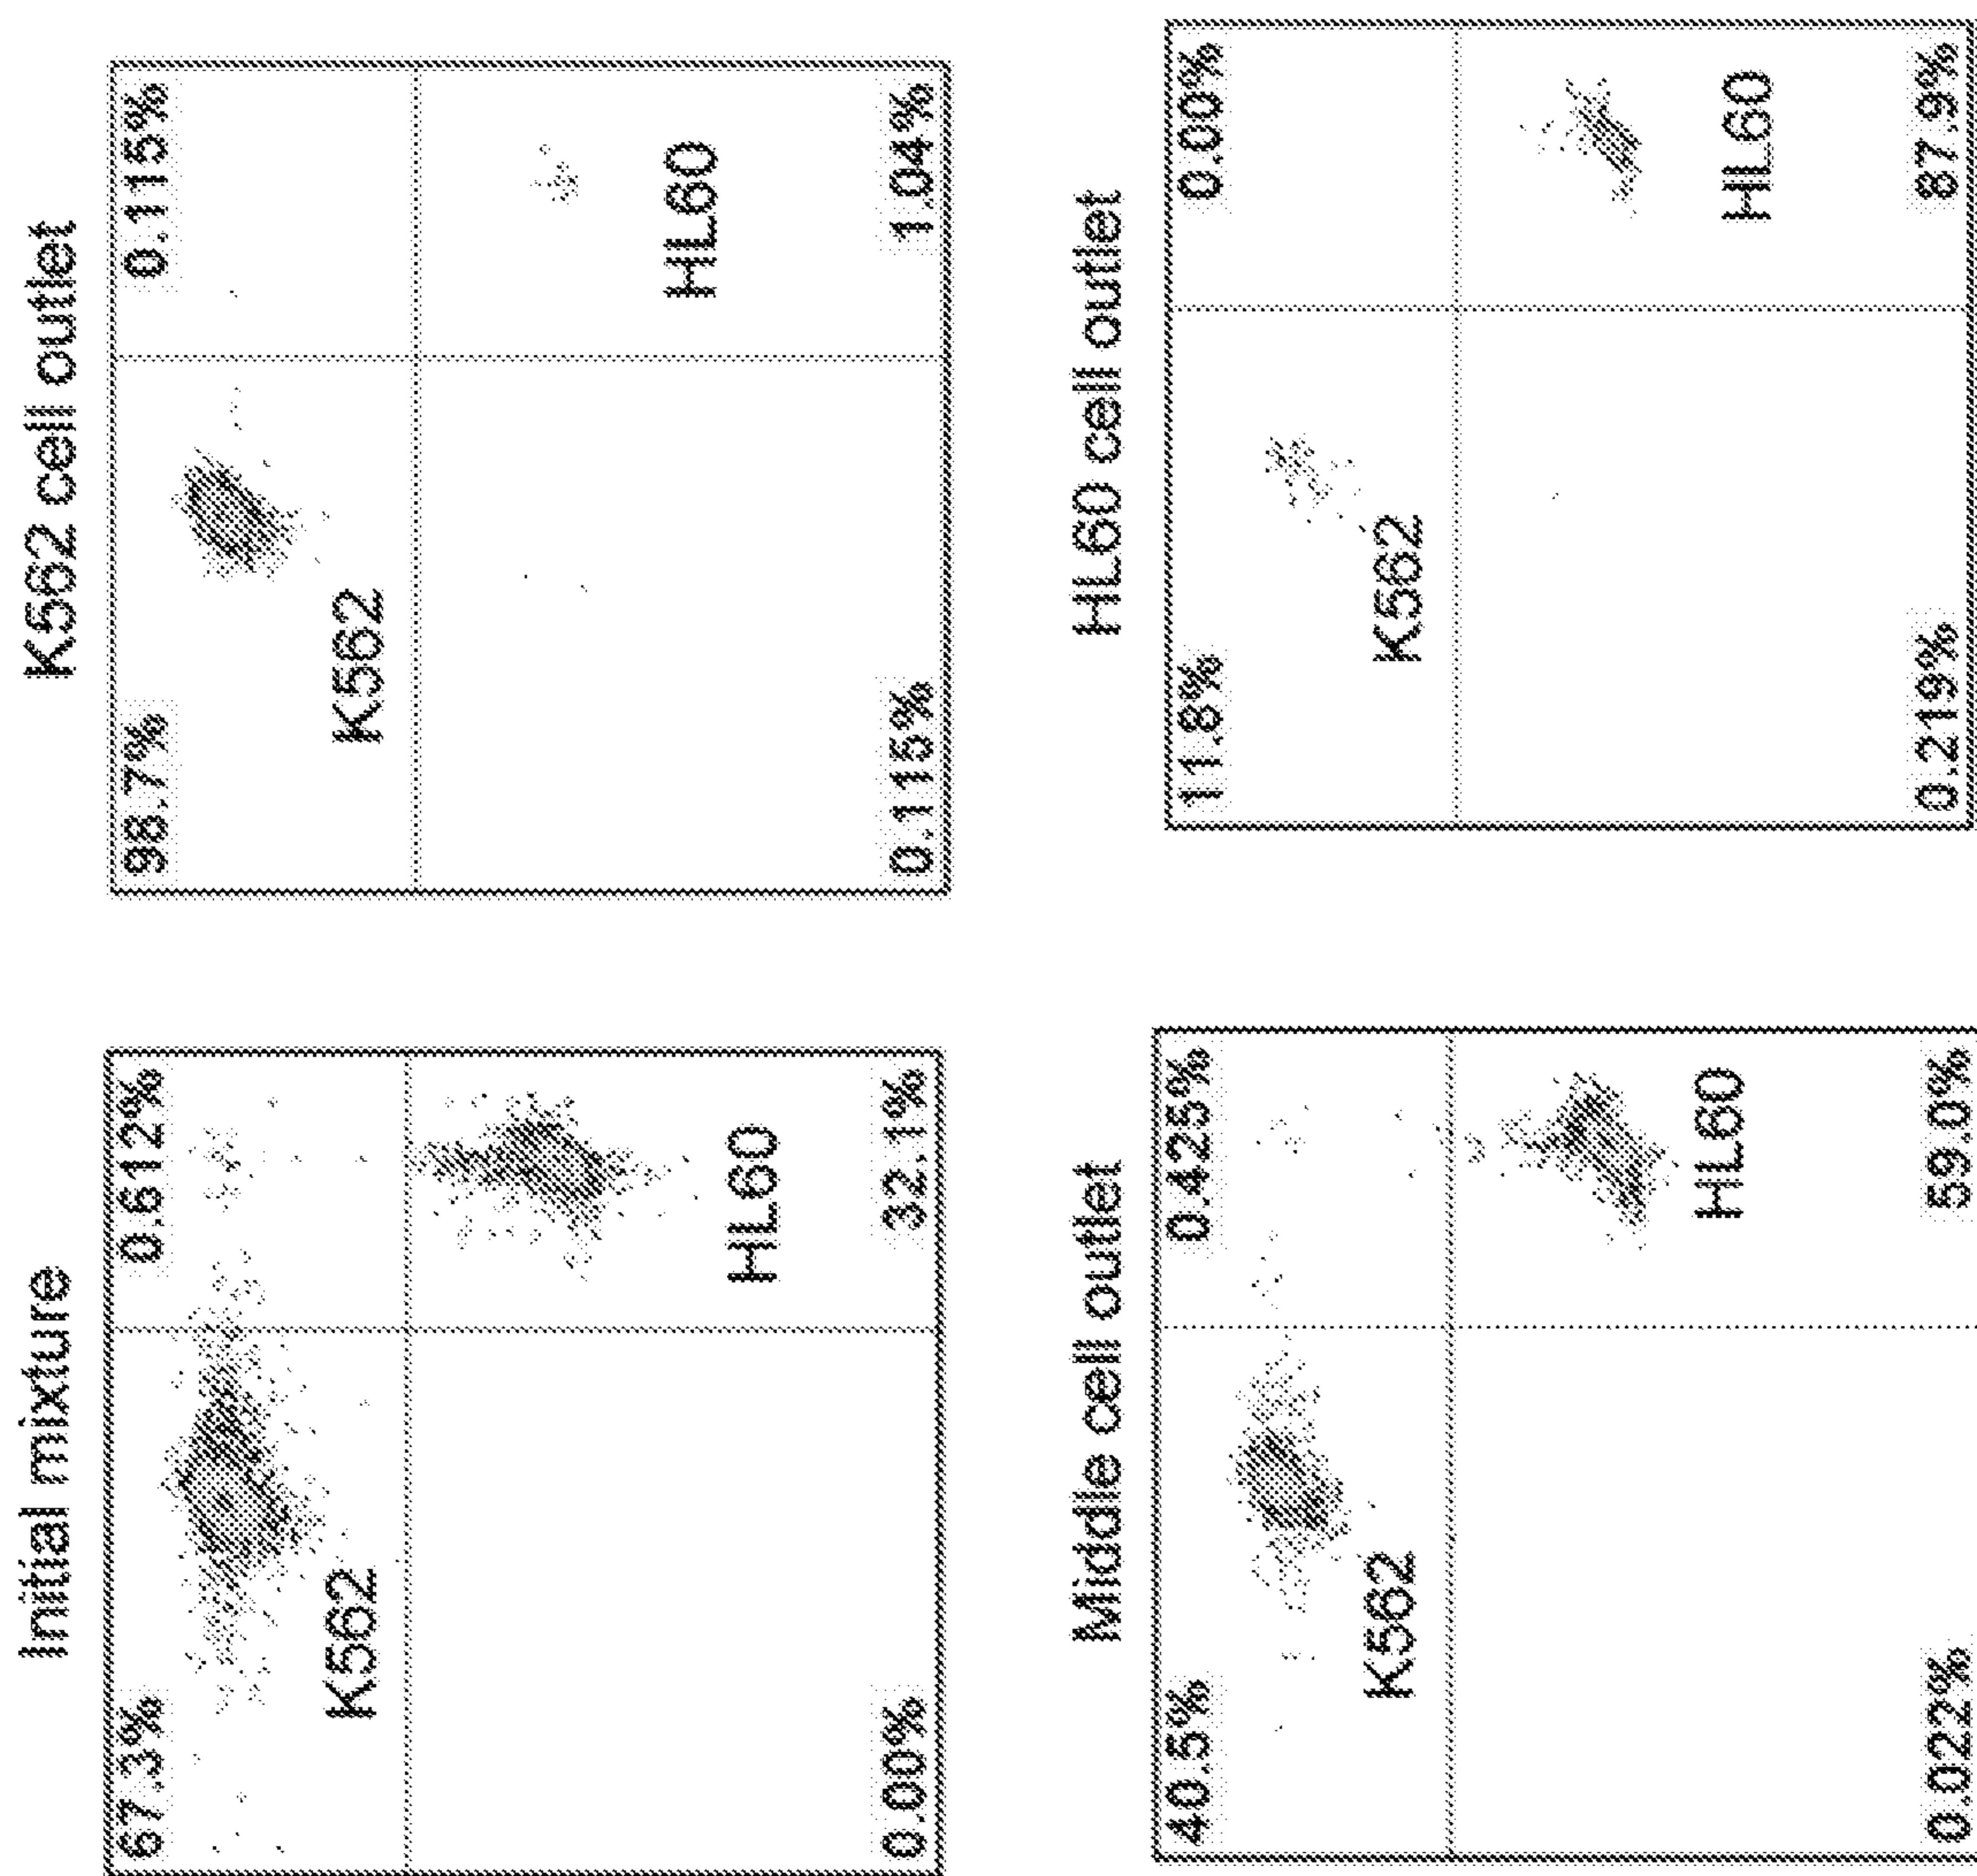 Initial mixture
67.3%
0.612%
K562
HL60
0.00%
32.1%
K562 cell outlet
98.7%
0.115%
K562
HL60
0.115%
1.04%
Middle cell outlet
40.5%
0.425%
K562
HL60
0.022%
59.0%
HL60 cell outlet
11.8%
0.00%
K562
HL60
0.219%
87.9%